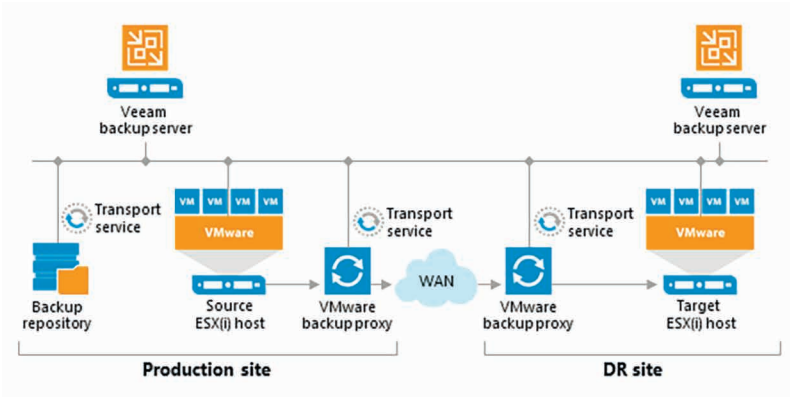 Veeam
backup server
Veeam
backup server
Transport
service
VM VM VM VM
VMware
Transport
service
Transport
service
VM VM VM VM
VMware
WAN
Backup
repository
Source
ESX(i) host
VMware
backup proxy
VMware
backup proxy
Target
ESX(i) host
Production site
DR site